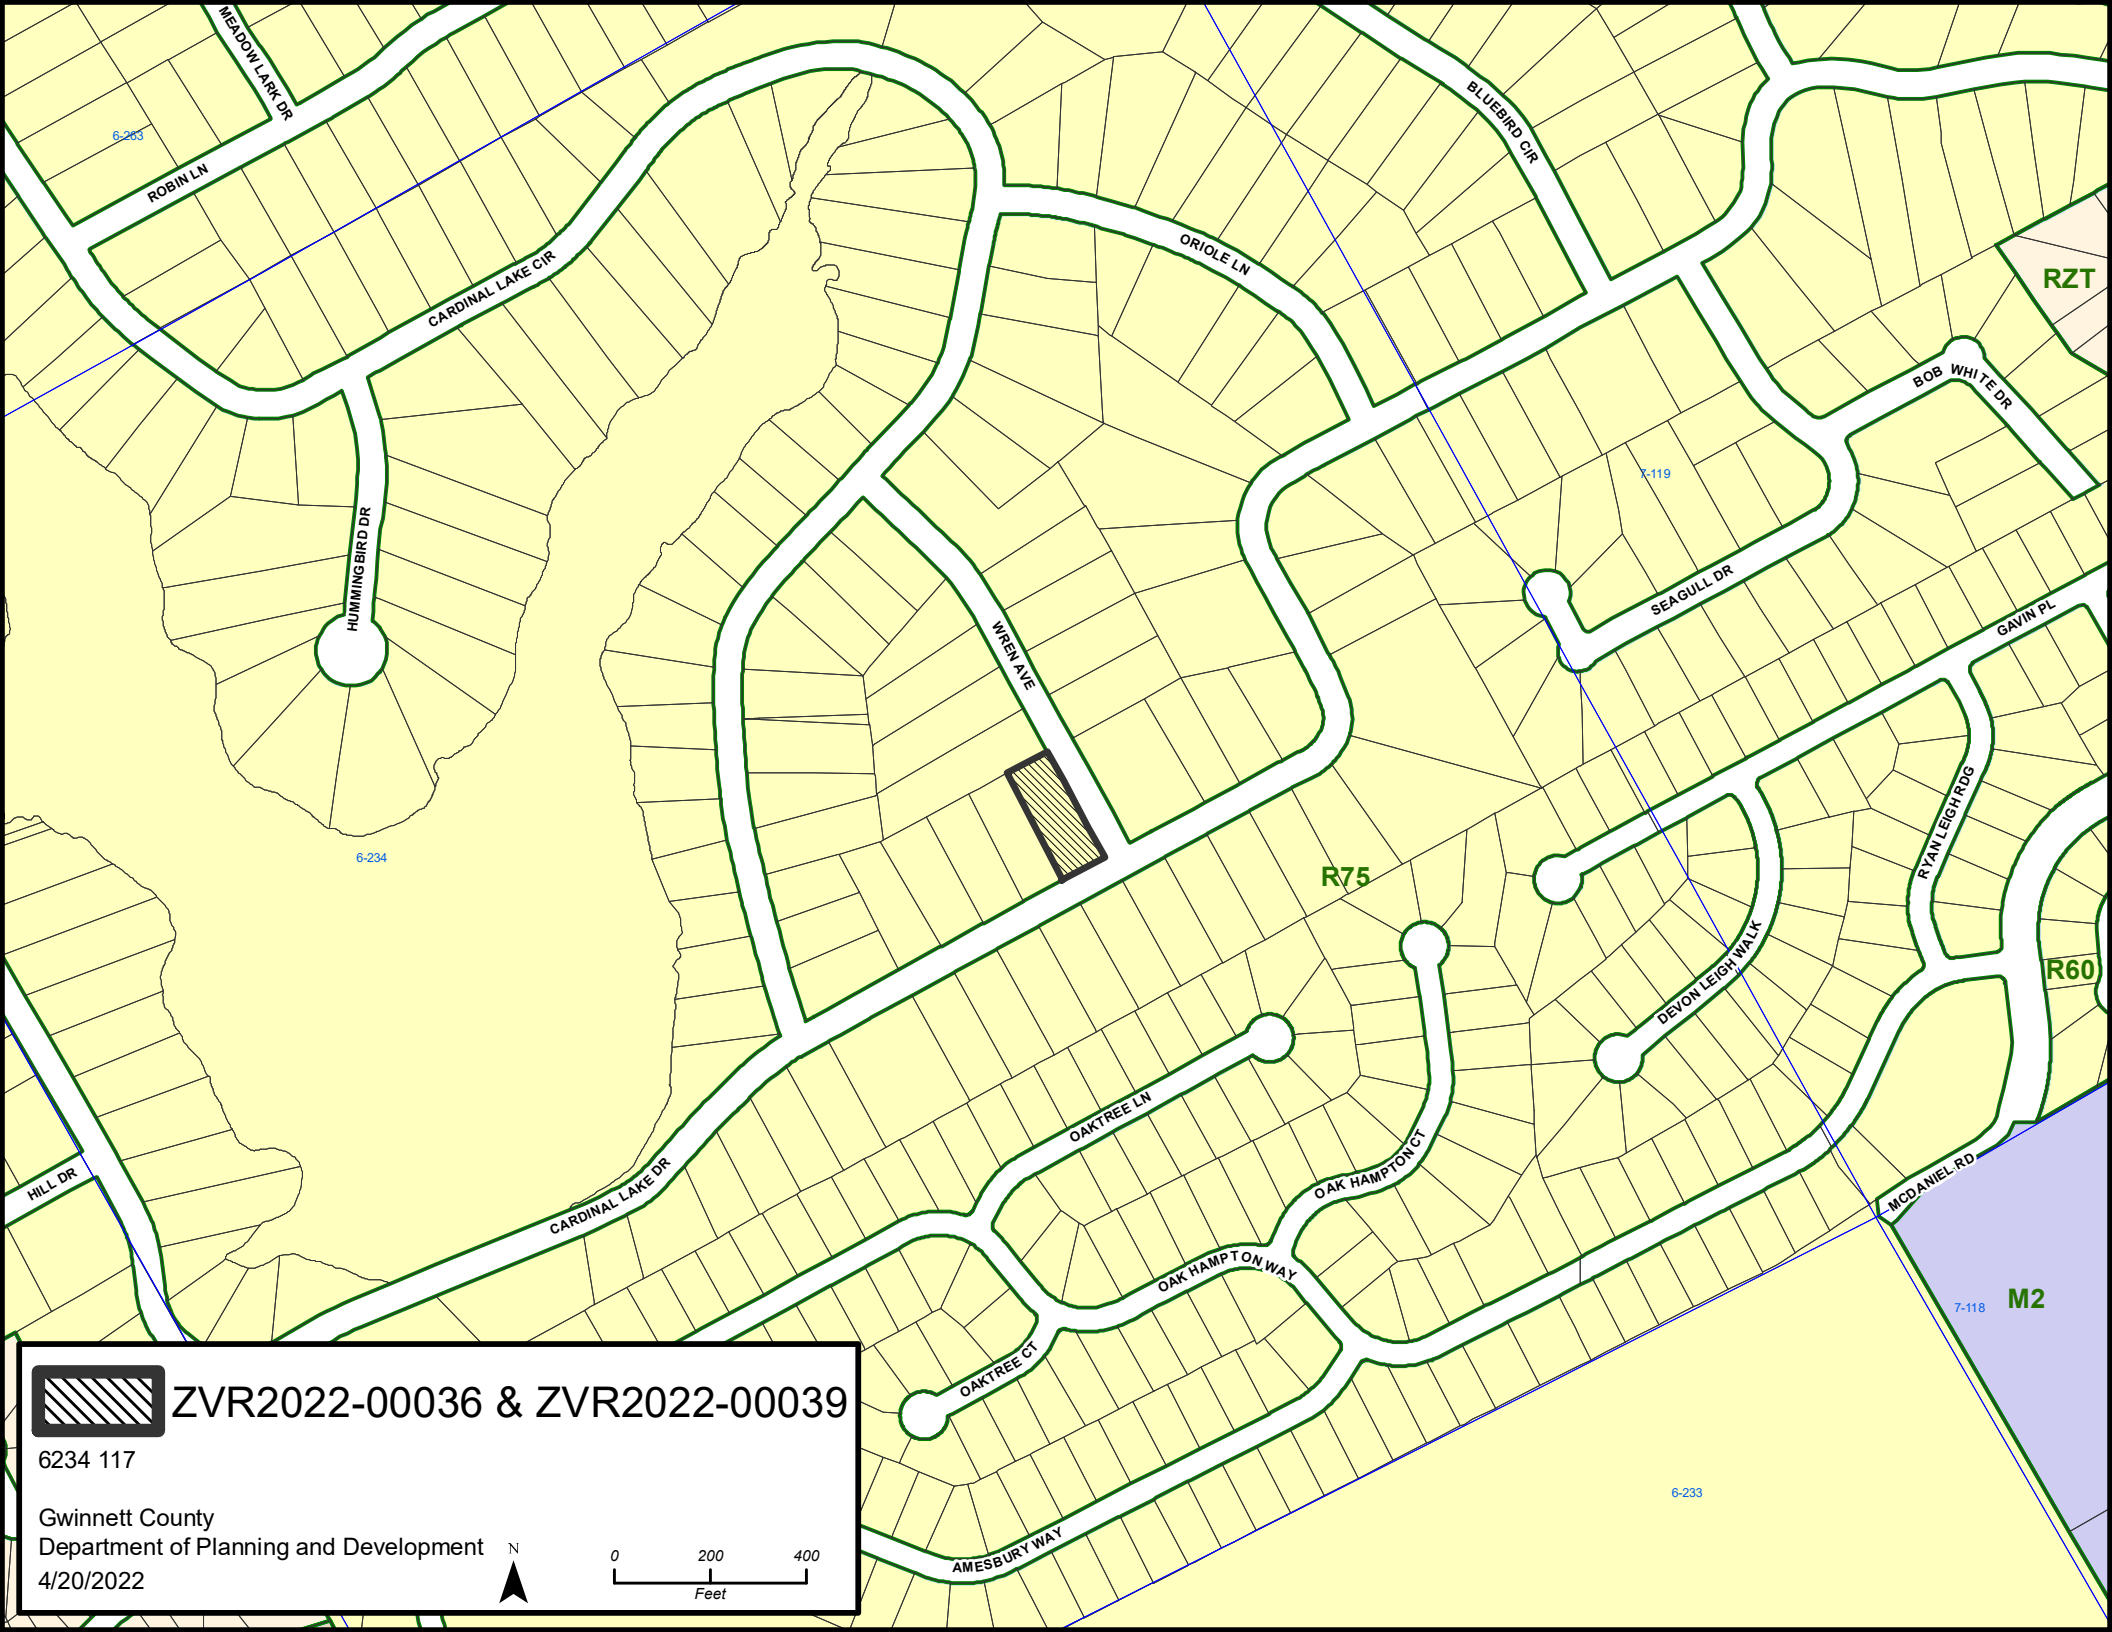 MEADOW LARK DR
BLUEBIRD CIR
6-263
ROBIN LN
ORIOLE LN
RZT
CARDINAL LAKE CIR
BOB WHITE DR
7-119
HUMMINGBIRD DR
SEAGULL DR
GAVIN PL
WREN AVE
RYAN LEIGH RDG
6-234
R75
DEVON LEIGH WALK
R60
OAKTREE LN
OAK HAMPTON CT
HILL DR
CARDINAL LAKE DR
MCDANIEL RD
OAK HAMPTON WAY
7-118
M2
OAKTREE CT
6-233
AMESBURY WAY
ZVR2022-00036 & ZVR2022-00039
6234 117
Gwinnett County
Department of Planning and Development
4/20/2022
N
0 200 400
Feet